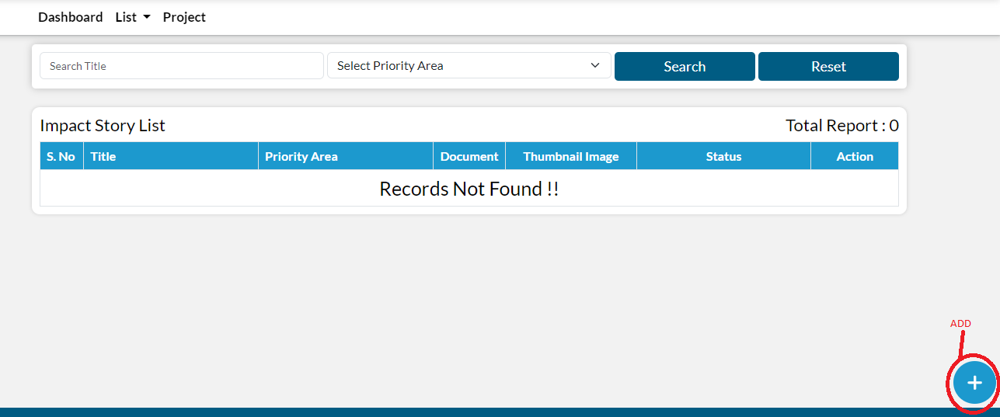 Dashboard List Project
Search Title Select Priority Area Search Reset
Impact Story List Total Report : 0
S. No Title Priority Area Document Thumbnail Image Status Action
Records Not Found !!
ADD
+